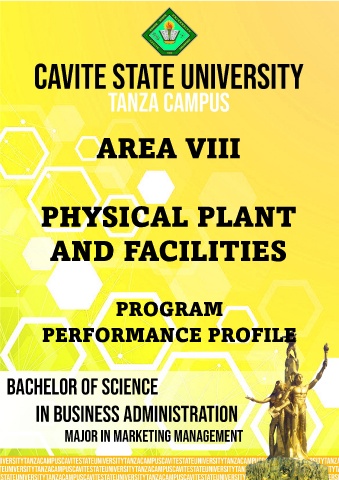 CAVITE STATE UNIVERSITY
TANZA CAMPUS
AREA VIII
PHYSICAL PLANT
AND FACILITIES
PROGRAM
PERFORMANCE PROFILE
BACHELOR OF SCIENCE
IN BUSINESS ADMINISTRATION
MAJOR IN MARKETING MANAGEMENT